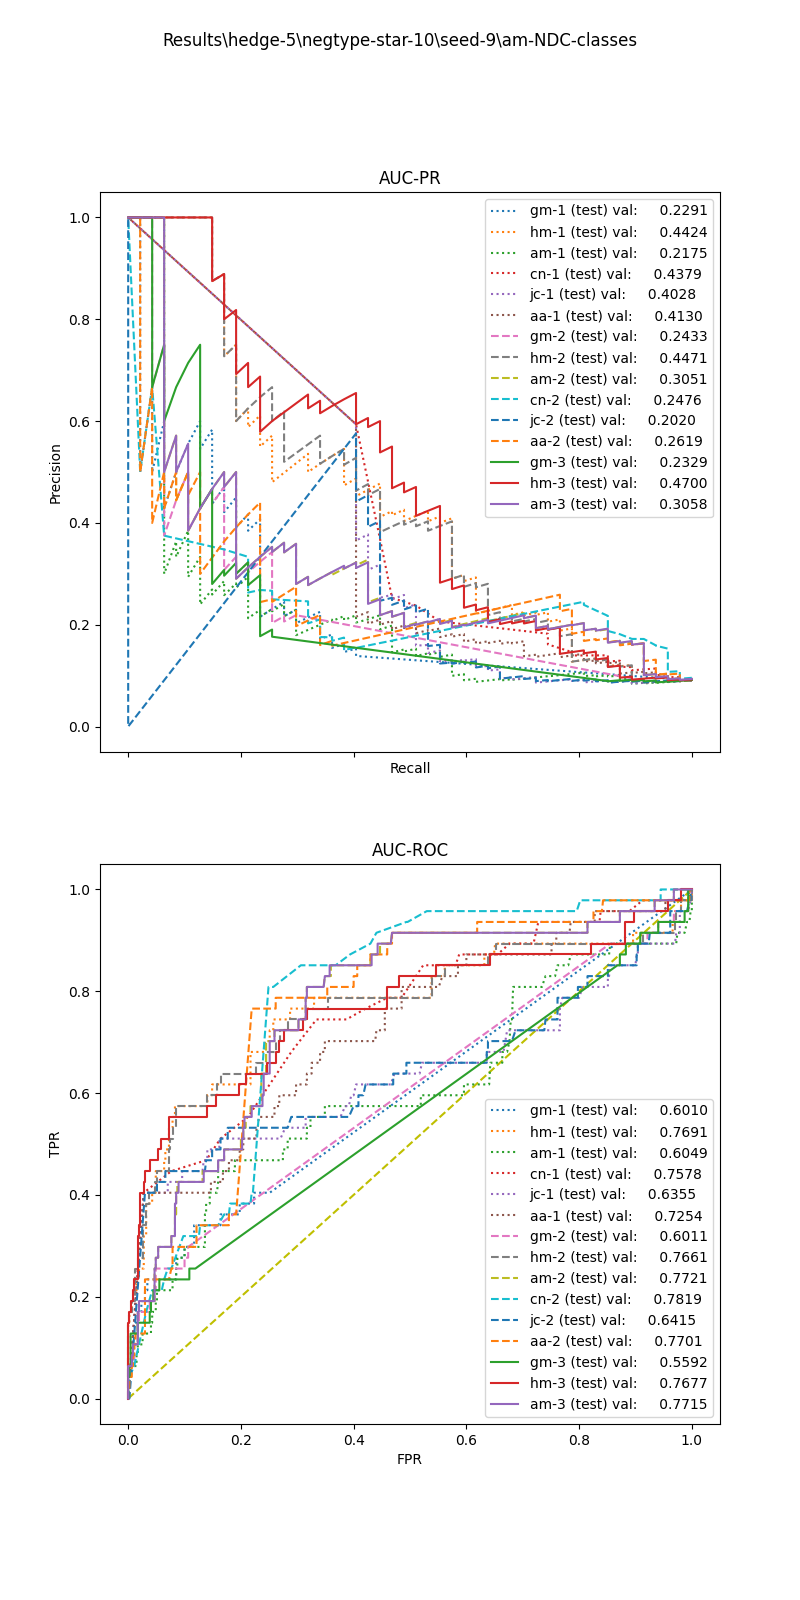 Results\hedge-5\negtype-star-10\seed-9\am-NDC-classes
AUC-PR
1.0
0.8
0.6
0.4
0.2
0.0
Precision
gm-1 (test) val: 0.2291
hm-1 (test) val: 0.4424
am-1 (test) val: 0.2175
cn-1 (test) val: 0.4379
jc-1 (test) val: 0.4028
aa-1 (test) val: 0.4130
gm-2 (test) val: 0.2433
hm-2 (test) val: 0.4471
am-2 (test) val: 0.3051
cn-2 (test) val: 0.2476
jc-2 (test) val: 0.2020
aa-2 (test) val: 0.2619
gm-3 (test) val: 0.2329
hm-3 (test) val: 0.4700
am-3 (test) val: 0.3058
Recall
AUC-ROC
1.0
0.8
0.6
0.4
0.2
0.0
TPR
gm-1 (test) val: 0.6010
hm-1 (test) val: 0.7691
am-1 (test) val: 0.6049
cn-1 (test) val: 0.7578
jc-1 (test) val: 0.6355
aa-1 (test) val: 0.7254
gm-2 (test) val: 0.6011
hm-2 (test) val: 0.7661
am-2 (test) val: 0.7721
cn-2 (test) val: 0.7819
jc-2 (test) val: 0.6415
aa-2 (test) val: 0.7701
gm-3 (test) val: 0.5592
hm-3 (test) val: 0.7677
am-3 (test) val: 0.7715
0.0 0.2 0.4 0.6 0.8 1.0
FPR